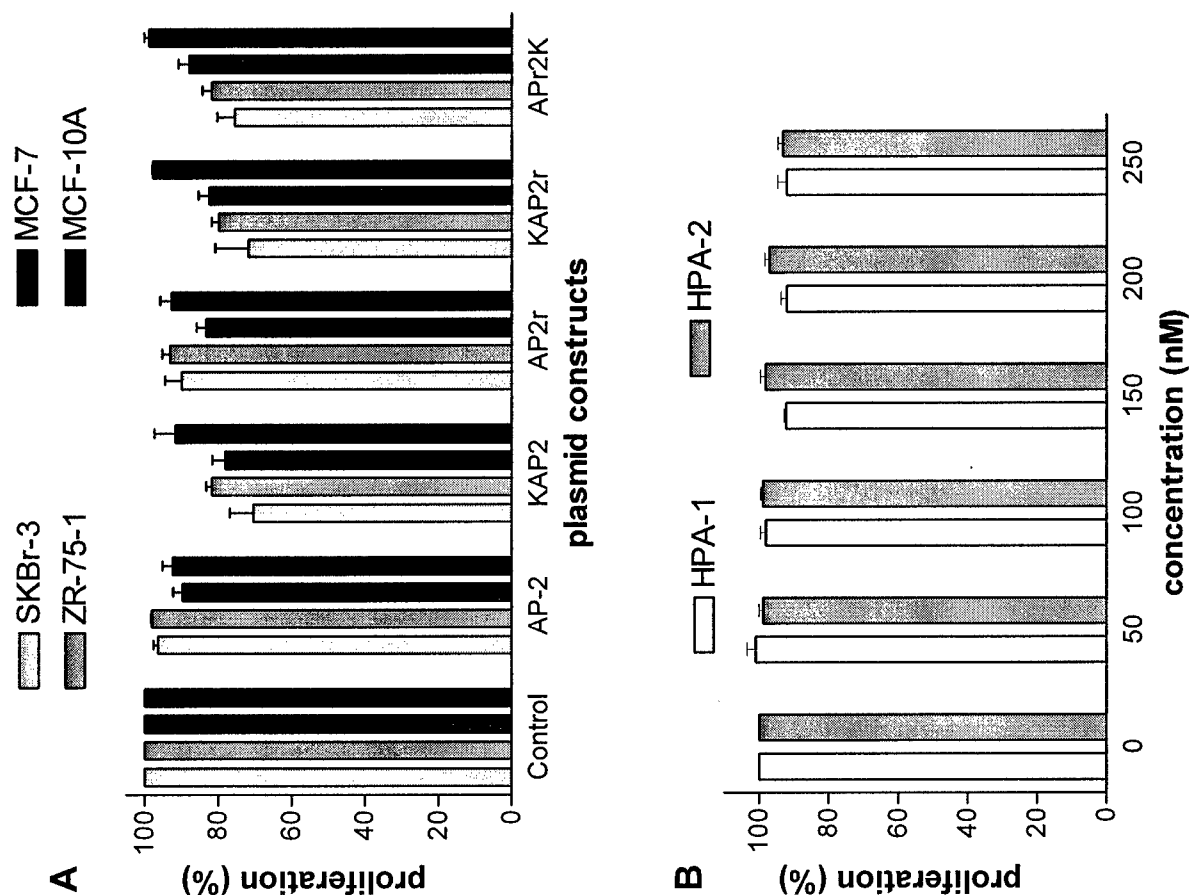 A
SKBr-3
ZR-75-1
MCF-7
MCF-10A
proliferation (%)
100
80
60
40
20
0
Control AP-2 KAP2 AP2r KAP2r APr2K
plasmid constructs
B
HPA-1 HPA-2
proliferation (%)
100
80
60
40
20
0
0 50 100 150 200 250
concentration (nM)